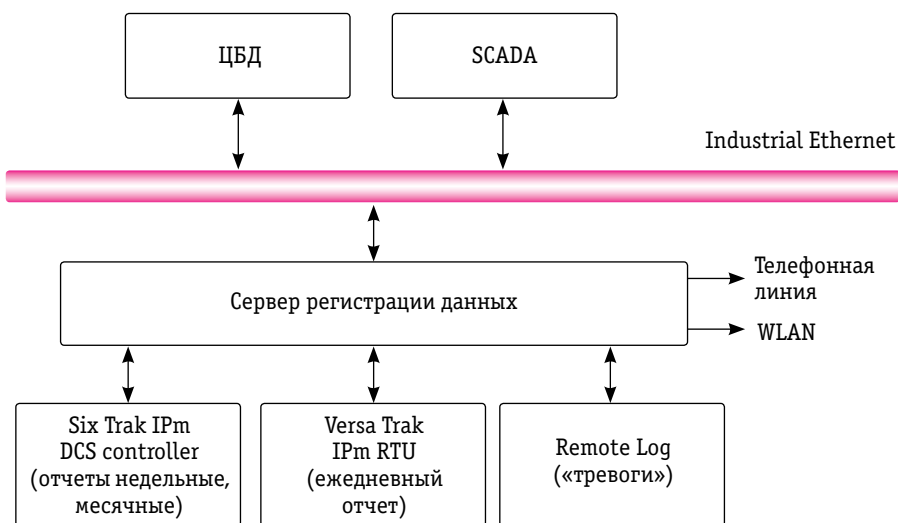 ЦБД
SCADA
Industrial Ethernet
Сервер регистрации данных
Телефонная
линия
WLAN
Six Trak IPm
DCS controller
(отчеты недельные,
месячные)
Versa Trak
IPm RTU
(ежедневный
отчет)
Remote Log
(«тревоги»)